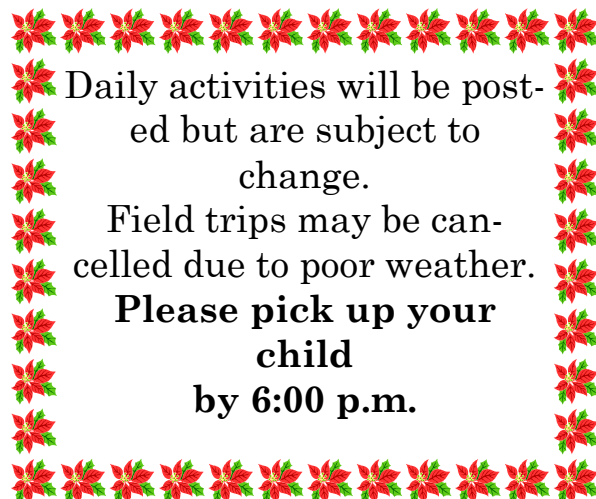 Daily activities will be post-
ed but are subject to
change.
Field trips may be can-
celled due to poor weather.
Please pick up your
child
by 6:00 p.m.